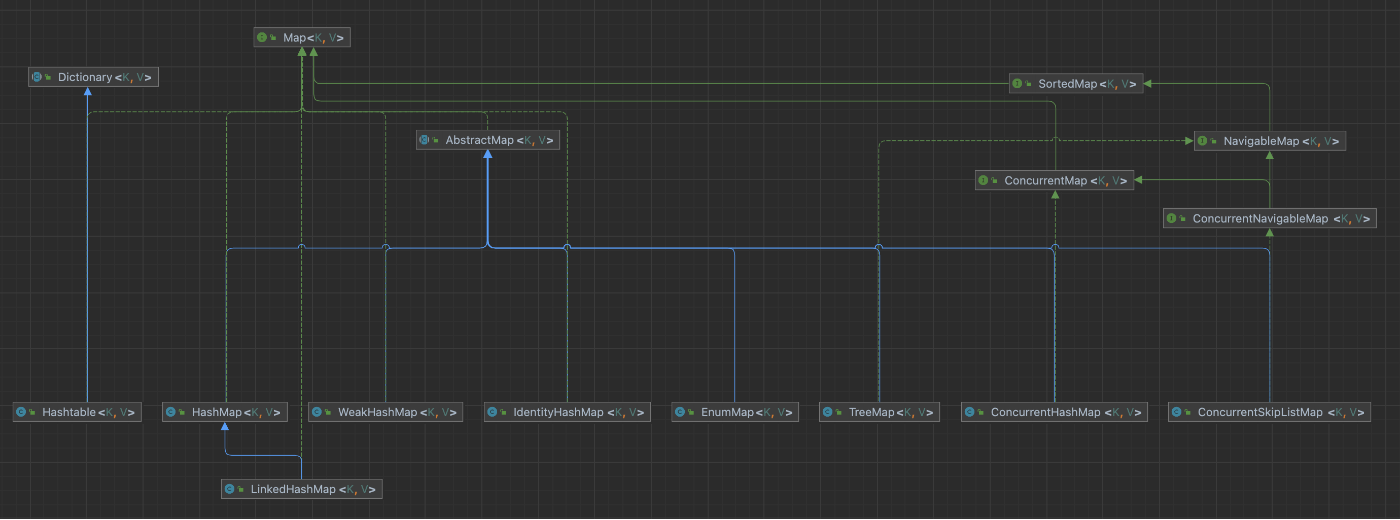 Map<K, V>
Dictionary<K, V>
SortedMap<K, V>
AbstractMap<K, V>
NavigableMap<K, V>
ConcurrentMap<K, V>
ConcurrentNavigableMap <K, V>
Hashtable<K, V>
HashMap<K, V>
WeakHashMap<K, V>
IdentityHashMap<K, V>
EnumMap<K, V>
TreeMap<K, V>
ConcurrentHashMap <K, V>
ConcurrentSkipListMap <K, V>
LinkedHashMap<K, V>